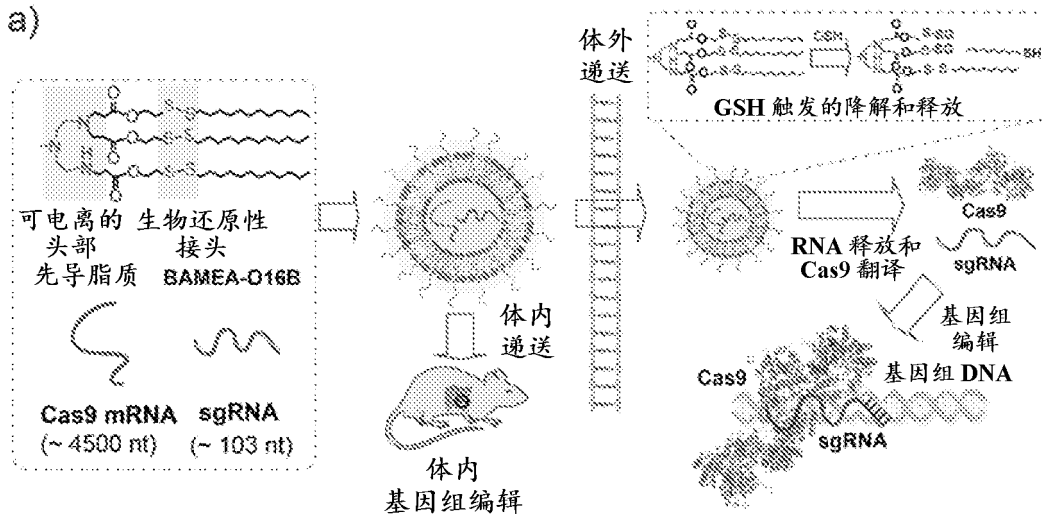 a)
可电离的 生物还原性
头部 接头
先导脂质 BAMEA-O16B
Cas9 mRNA sgRNA
(~ 4500 nt) (~ 103 nt)
体内
递送
体内
基因组编辑
体外
递送
GSH
GSH 触发的降解和释放
RNA 释放和
Cas9 翻译
Cas9
sgRNA
基因组
编辑
基因组 DNA
Cas9
sgRNA